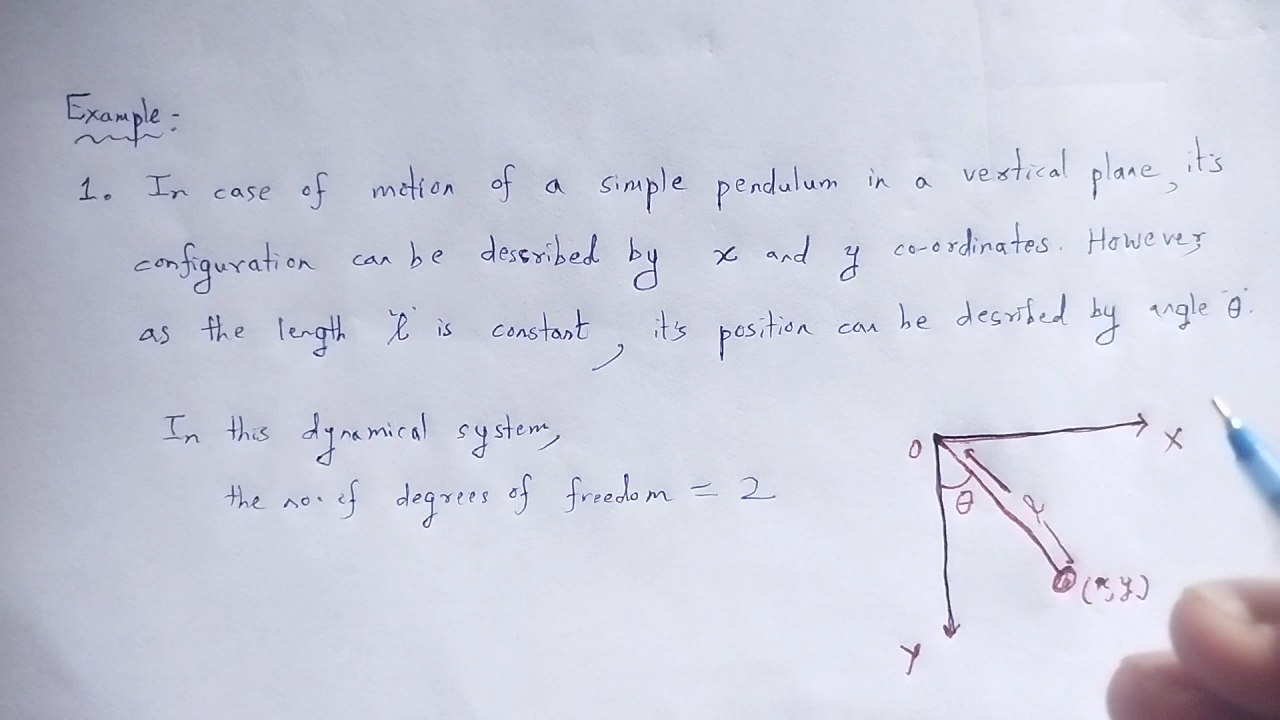 Example:-
1. In case of motion of a simple pendulum in a vertical plane, it's
configuration can be described by x and y co-ordinates. However
as the length 'l' is constant, it's position can be desribed by angle 'θ'.
In this dynamical system,
the no. of degrees of freedom = 2
O
X
θ
l
(x,y)
Y